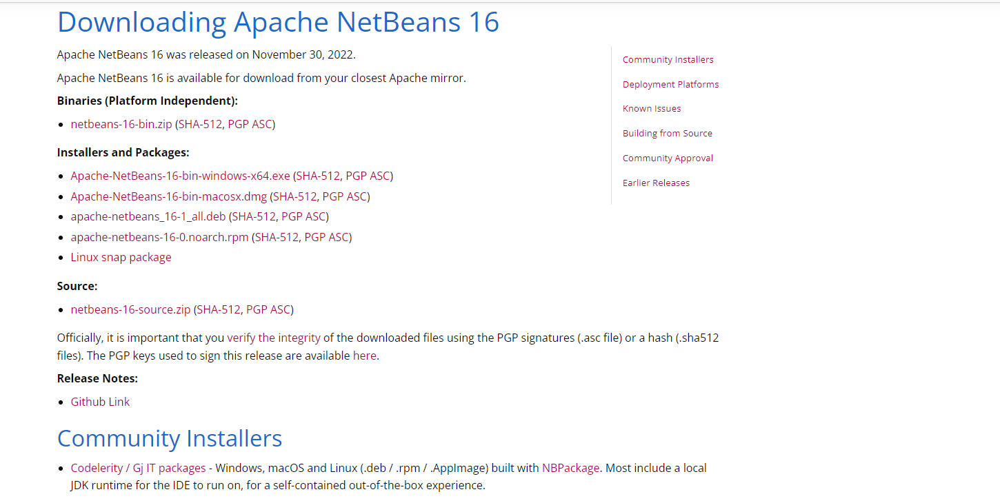 Downloading Apache NetBeans 16
Apache NetBeans 16 was released on November 30, 2022.
Apache NetBeans 16 is available for download from your closest Apache mirror.
Binaries (Platform Independent):
netbeans-16-bin.zip (SHA-512, PGP ASC)
Installers and Packages:
Apache-NetBeans-16-bin-windows-x64.exe (SHA-512, PGP ASC)
Apache-NetBeans-16-bin-macosx.dmg (SHA-512, PGP ASC)
apache-netbeans_16-1_all.deb (SHA-512, PGP ASC)
apache-netbeans-16-0.noarch.rpm (SHA-512, PGP ASC)
Linux snap package
Source:
netbeans-16-source.zip (SHA-512, PGP ASC)
Officially, it is important that you verify the integrity of the downloaded files using the PGP signatures (.asc file) or a hash (.sha512
files). The PGP keys used to sign this release are available here.
Release Notes:
Github Link
Community Installers
Codelerity / Gj IT packages - Windows, macOS and Linux (.deb / .rpm / .AppImage) built with NBPackage. Most include a local
JDK runtime for the IDE to run on, for a self-contained out-of-the-box experience.
Community Installers
Deployment Platforms
Known Issues
Building from Source
Community Approval
Earlier Releases